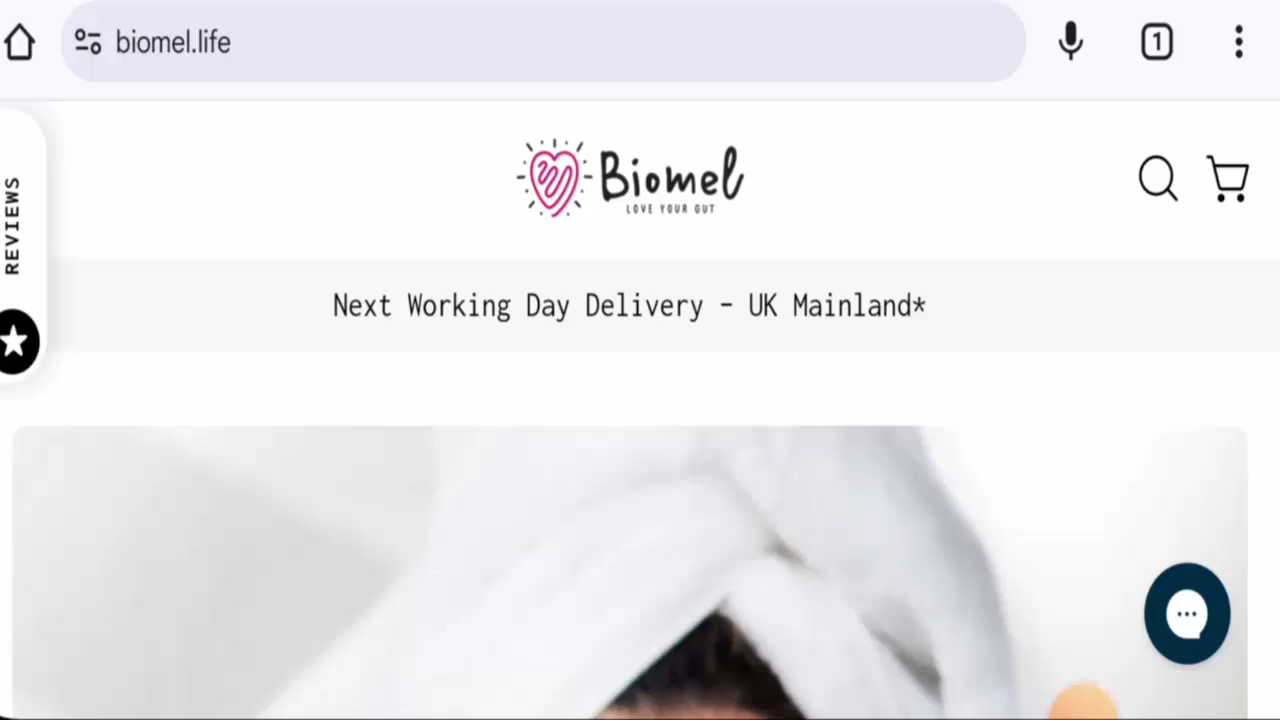 biomel.life
1
REVIEWS
Biomel
LOVE YOUR GUT
Next Working Day Delivery – UK Mainland*